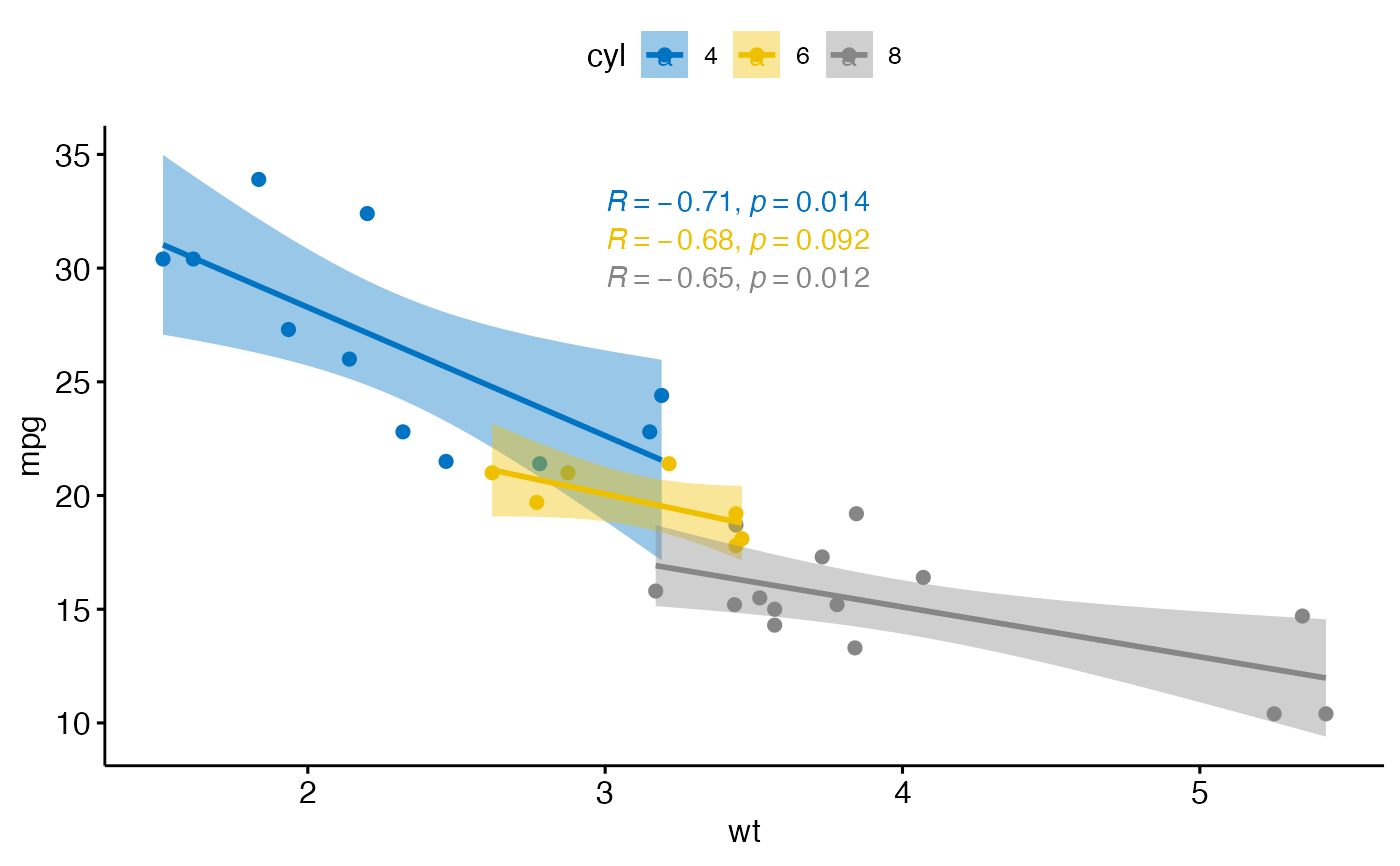 cyl a 4 a 6 a 8
35
R = −0.71, p = 0.014
R = −0.68, p = 0.092
30
R = −0.65, p = 0.012
25
mpg
20
15
10
2 3 4 5
wt